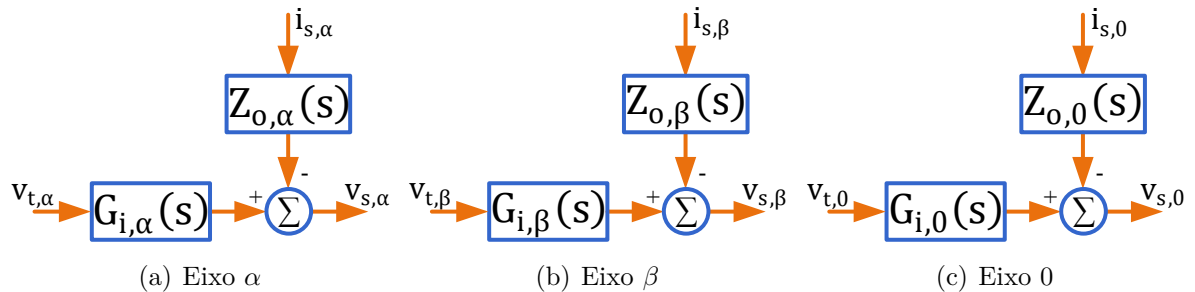 i_{s,α} i_{s,β} i_{s,0}
Z_{o,α}(s) Z_{o,β}(s) Z_{o,0}(s)
- - -
v_{t,α} G_{i,α}(s) + Σ v_{s,α} v_{t,β} G_{i,β}(s) + Σ v_{s,β} v_{t,0} G_{i,0}(s) + Σ v_{s,0}
(a) Eixo α (b) Eixo β (c) Eixo 0